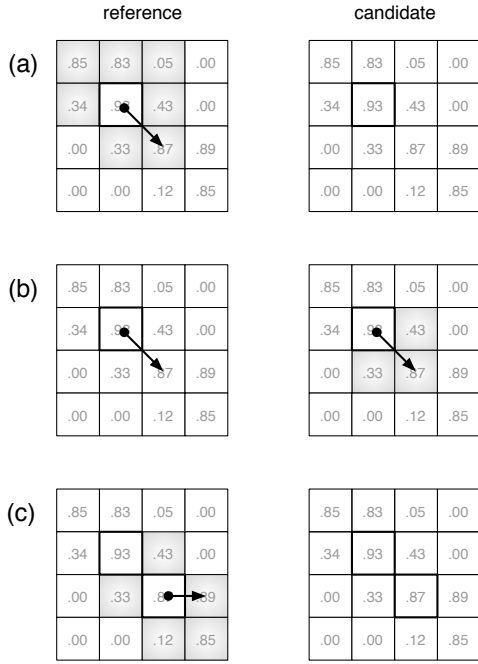 reference candidate
(a)
.85 .83 .05 .00 .85 .83 .05 .00
.34 .43 .00 .34 .93 .43 .00
.00 .33 .87 .89 .00 .33 .87 .89
.00 .00 .12 .85 .00 .00 .12 .85
(b)
.85 .83 .05 .00 .85 .83 .05 .00
.34 .43 .00 .34 .43 .00
.00 .33 .87 .89 .00 .33 .87 .89
.00 .00 .12 .85 .00 .00 .12 .85
(c)
.85 .83 .05 .00 .85 .83 .05 .00
.34 .93 .43 .00 .34 .93 .43 .00
.00 .33 .89 .00 .33 .87 .89
.00 .00 .12 .85 .00 .00 .12 .85